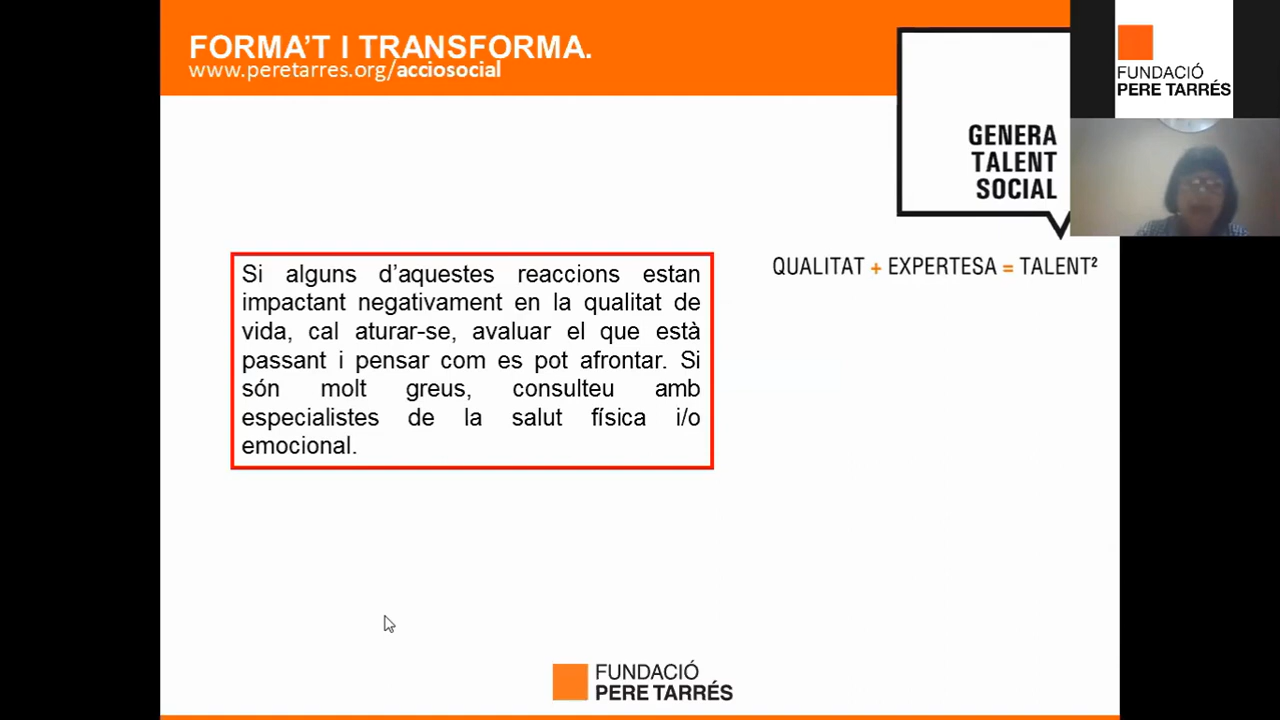 FORMA’T I TRANSFORMA.
www.peretarres.org/acciosocial
GENERA
TALENT
SOCIAL
FUNDACIÓ
PERE TARRÉS
QUALITAT + EXPERTESA = TALENT²
Si alguns d’aquestes reaccions estan
impactant negativament en la qualitat de
vida, cal aturar-se, avaluar el que està
passant i pensar com es pot afrontar. Si
són molt greus, consulteu amb
especialistes de la salut física i/o
emocional.
FUNDACIÓ
PERE TARRÉS